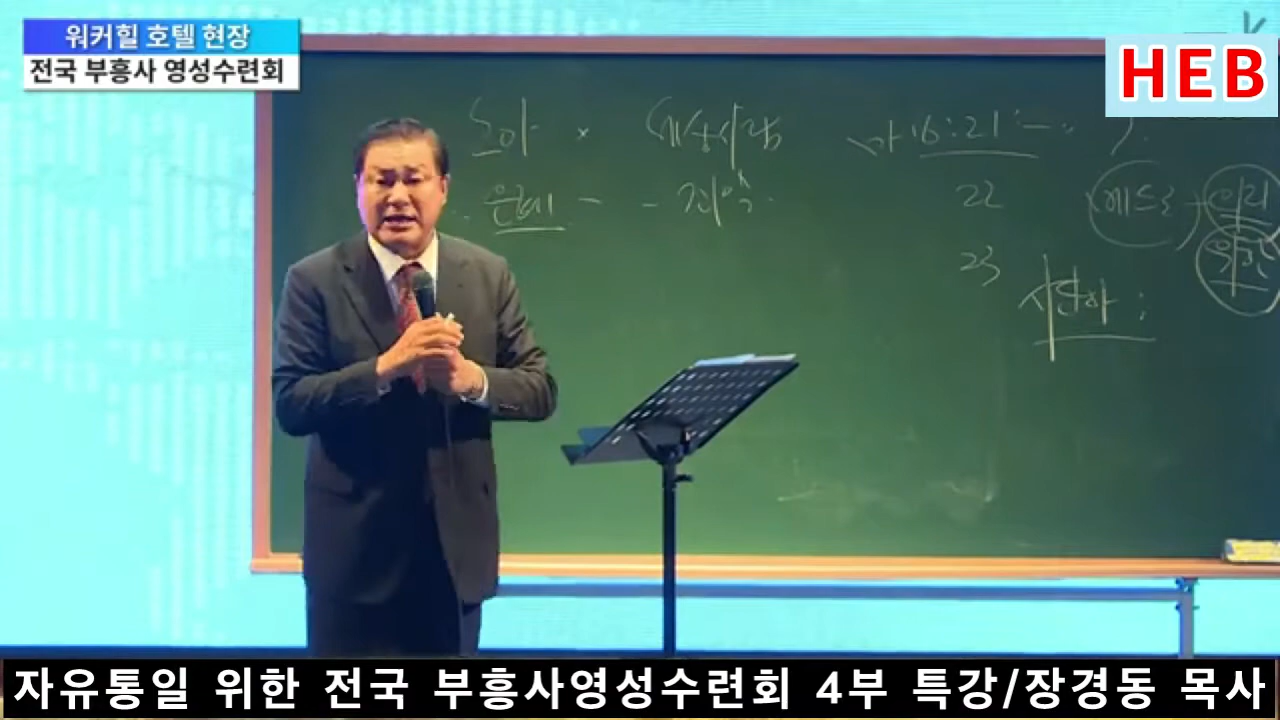 워커힐 호텔 현장
전국 부흥사 영성수련회
HEB
노아 × 세상사람
은혜 - - 죄악
마 16:21
22
23
사탄아 :
자유통일 위한 전국 부흥사영성수련회 4부 특강/장경동 목사